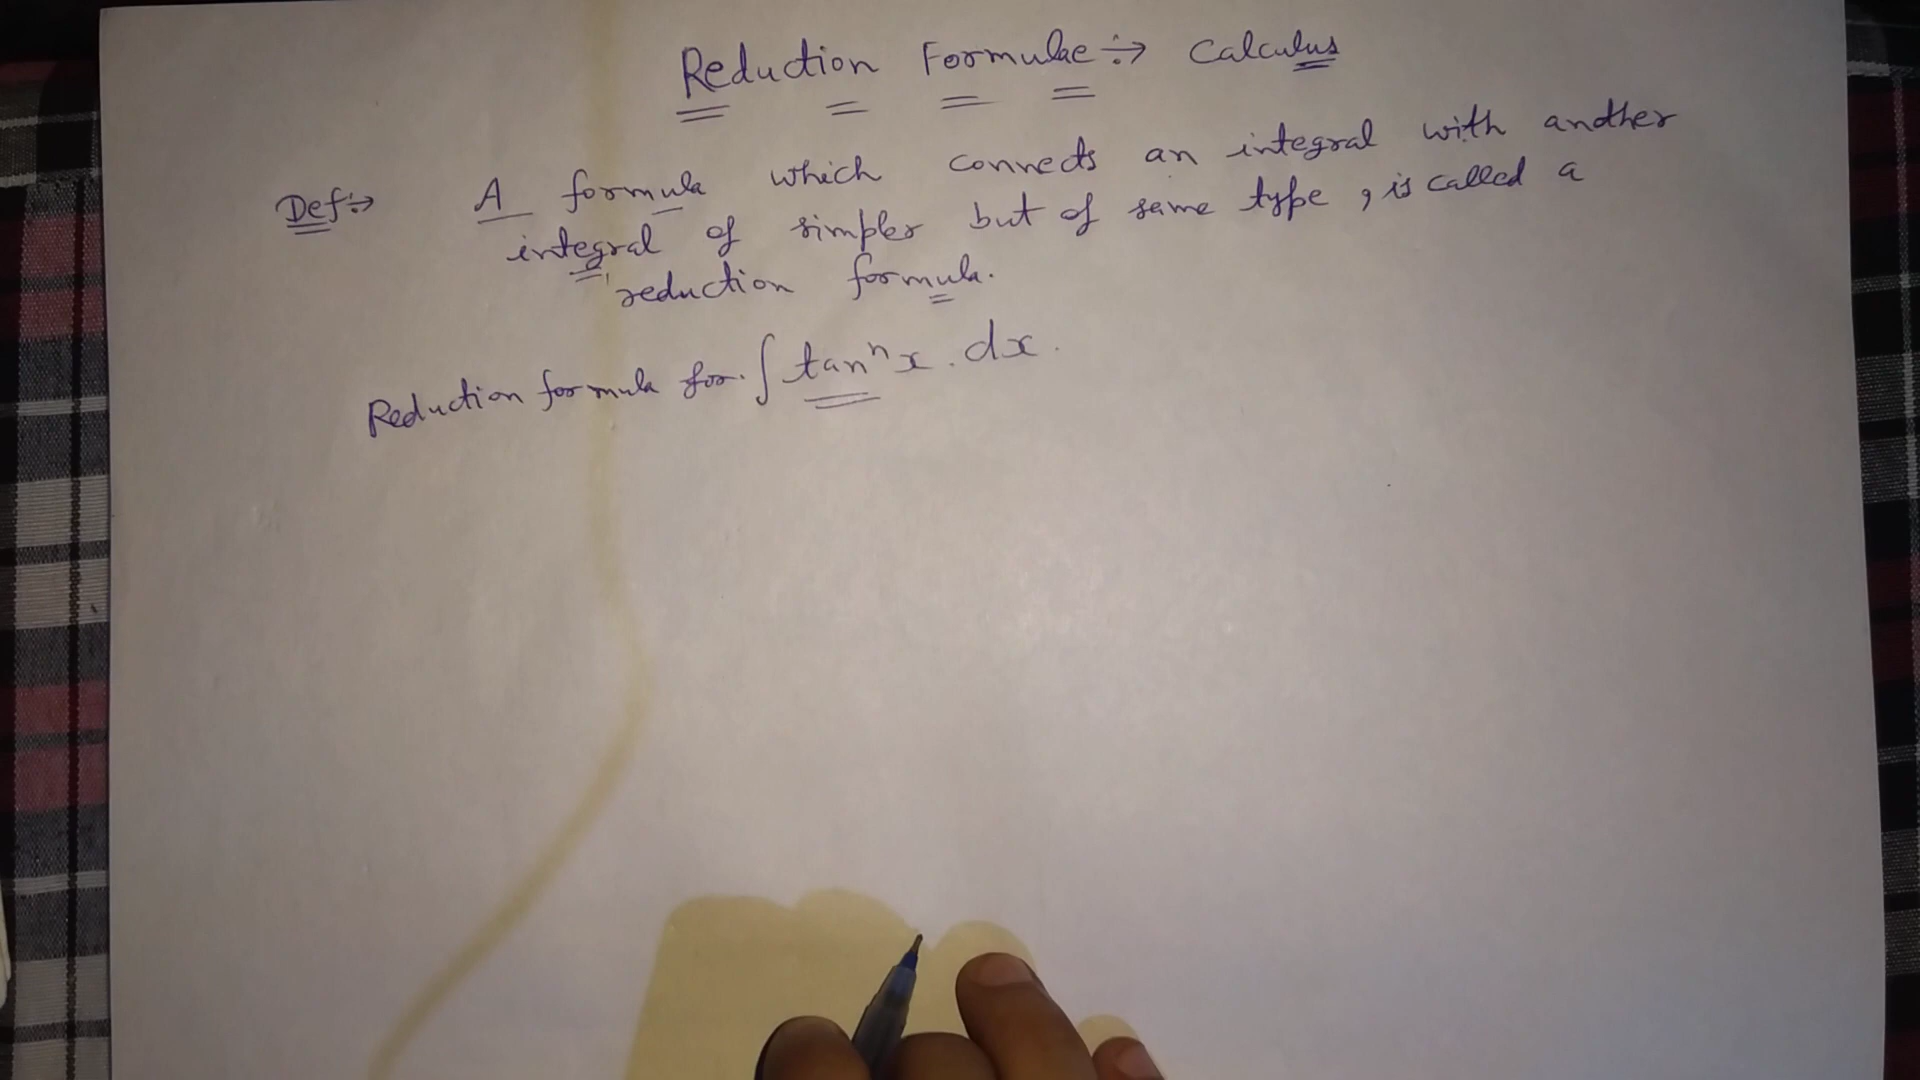 Reduction Formulae :→ Calculus
Def :→ A formula which connects an integral with another
integral of simpler but of same type, is called a
reduction formula.
Reduction formula for ∫ tanⁿx . dx.